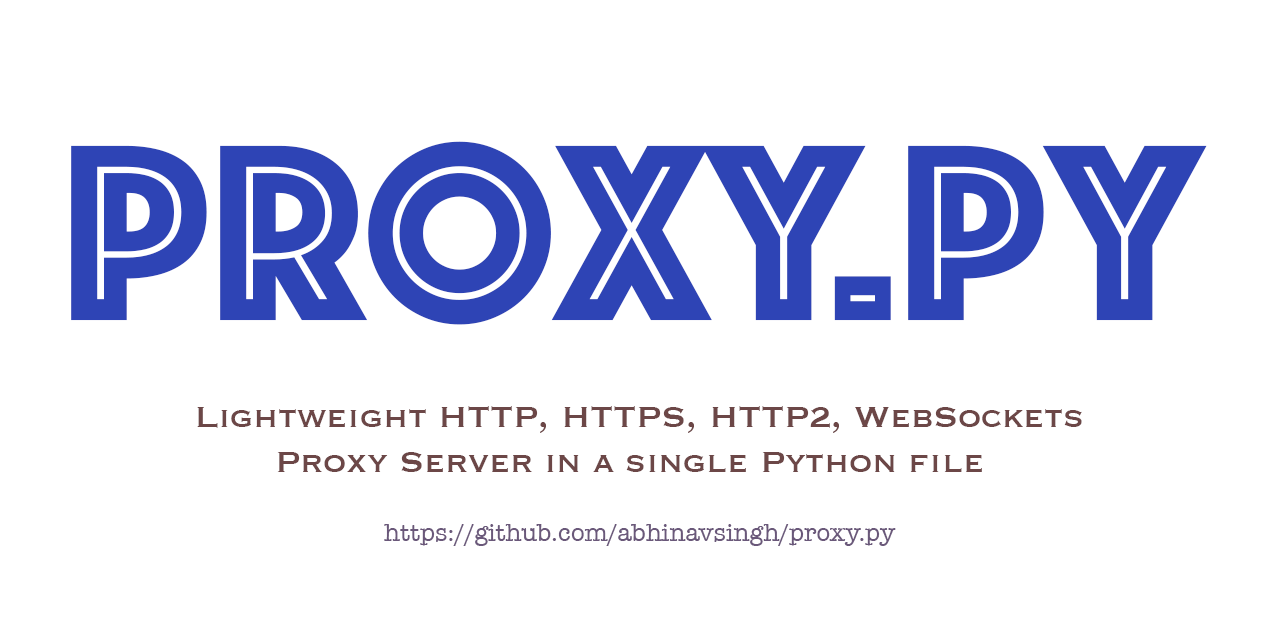 PROXY.PY
Lightweight HTTP, HTTPS, HTTP2, WebSockets
Proxy Server in a single Python file
https://github.com/abhinavsingh/proxy.py